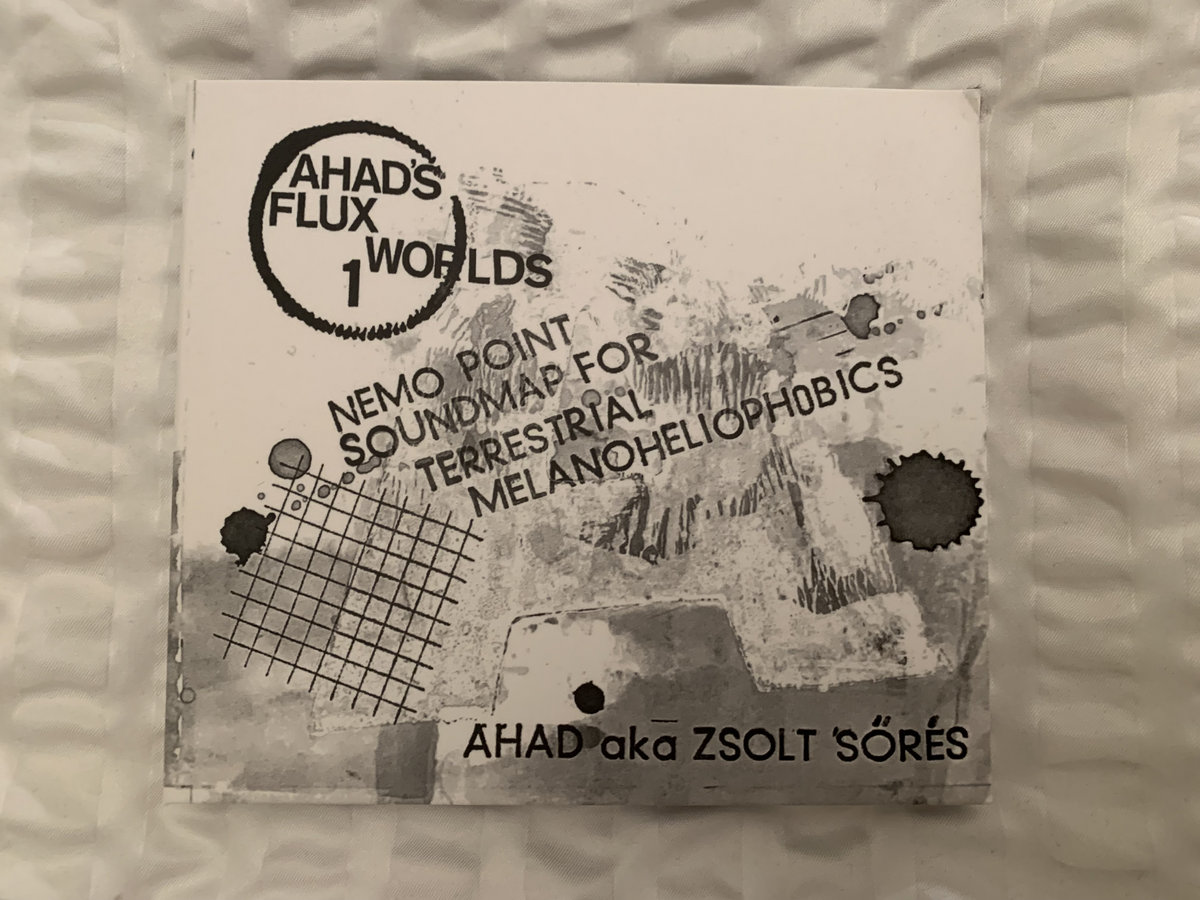 AHAD'S
FLUX
WORLDS
1
NEMO POINT
SOUNDMAP FOR
TERRESTRIAL
MELANOHELIOPHOBICS
AHAD aka ZSOLT SŐRÉS